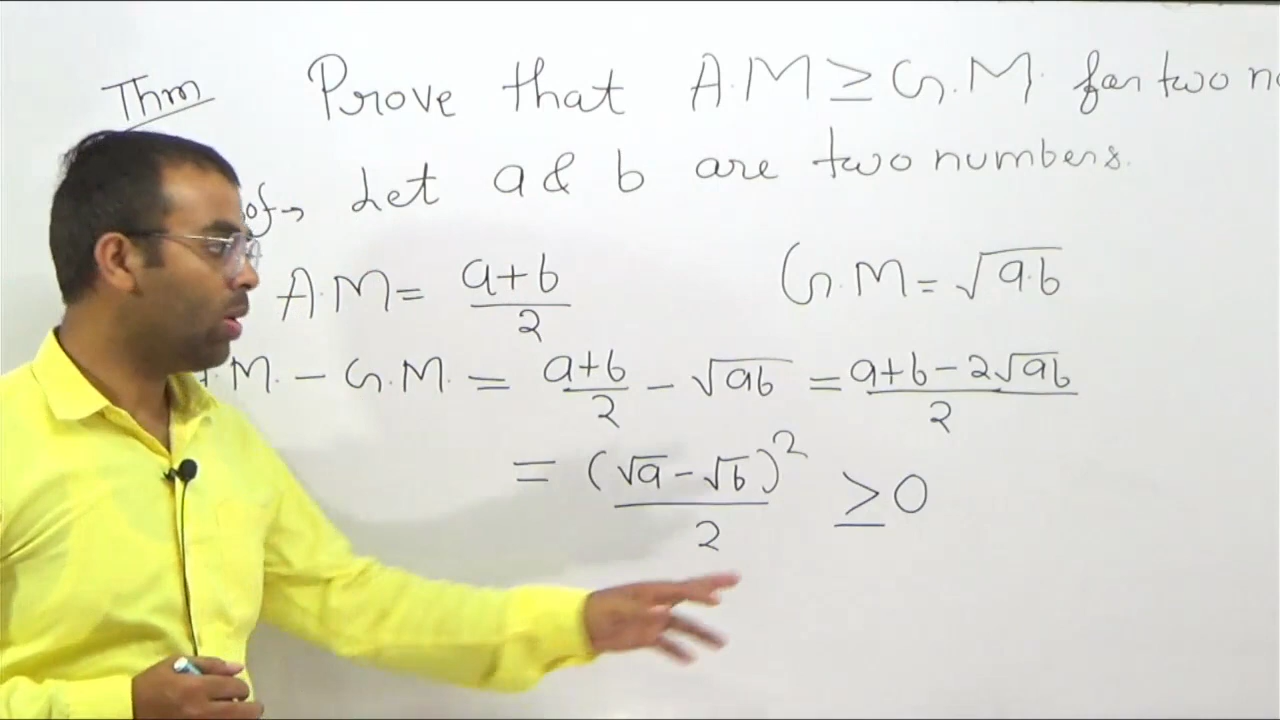 Thm Prove that A.M ≥ G.M. for two
of→ Let a & b are two numbers.
A.M = a+b/2 G.M = √a.b
.M. - G.M. = a+b/2 - √ab = a+b-2√ab/2
= (√a-√b)²/2 ≥ 0